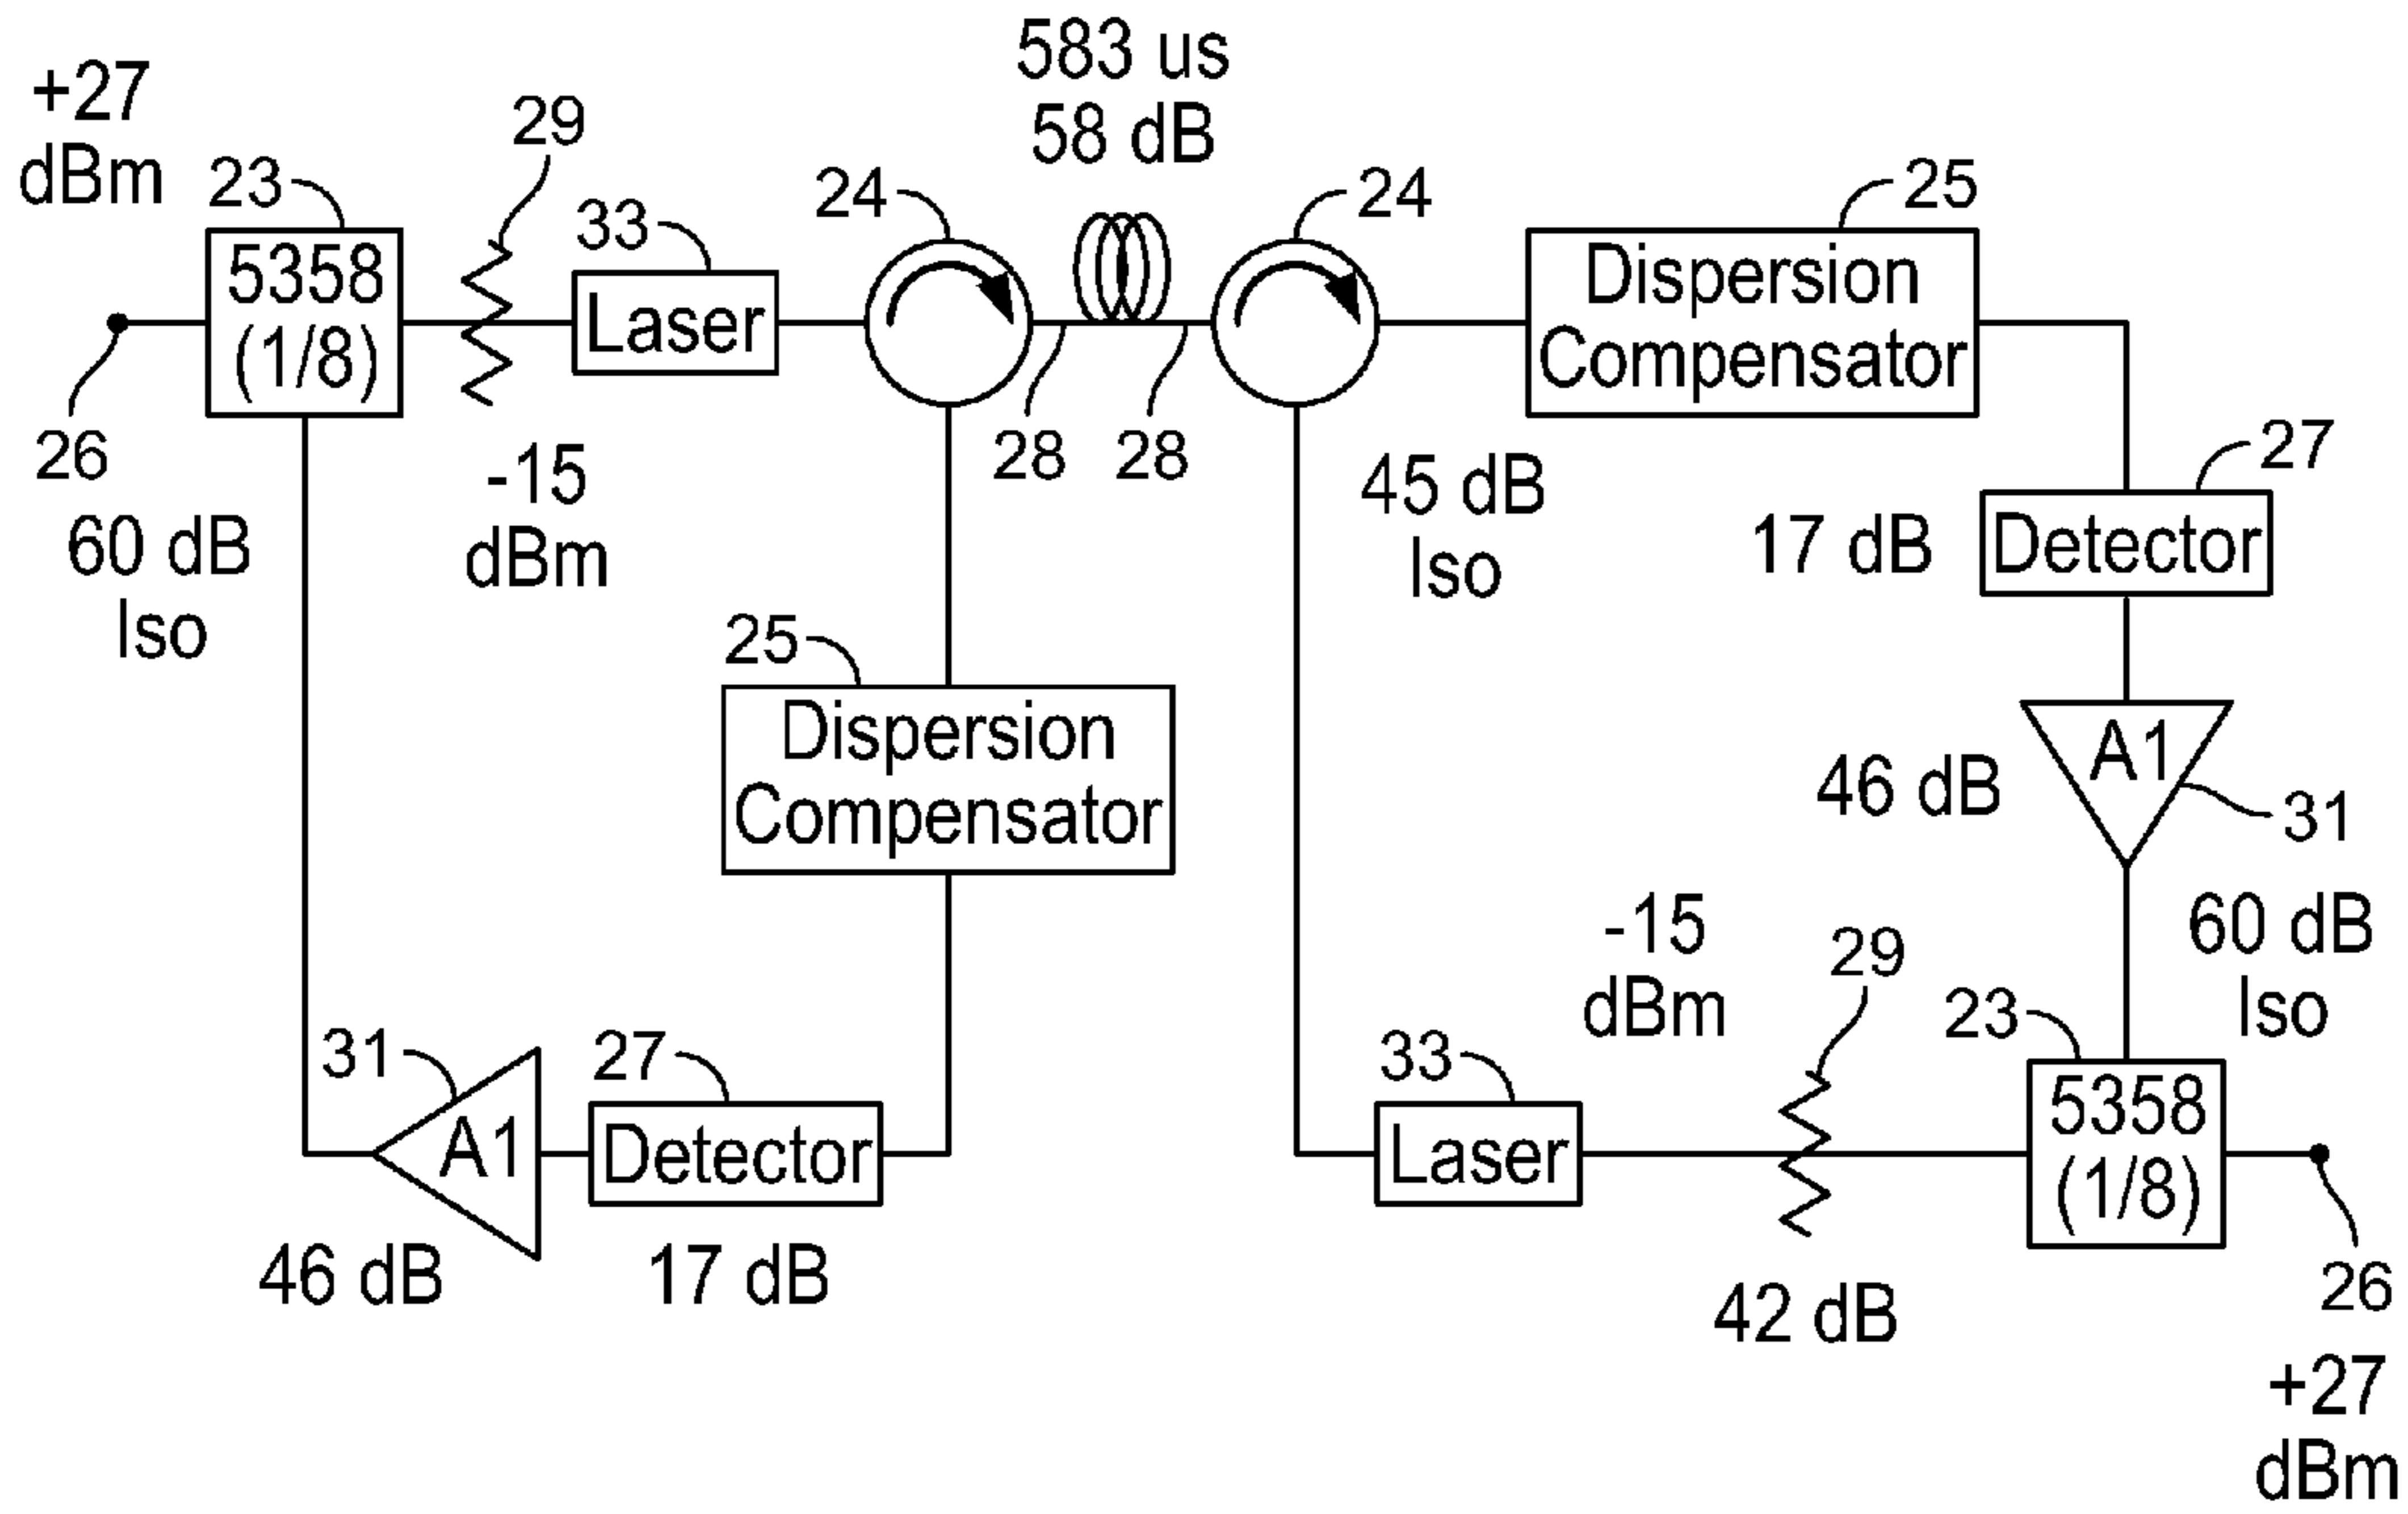 583 us
58 dB
+27
dBm
23
29
33
24
24
25
5358
(1/8)
Laser
Dispersion
Compensator
26
28
28
27
60 dB
Iso
-15
dBm
45 dB
Iso
17 dB
Detector
25
Dispersion
Compensator
A1
46 dB
31
-15
dBm
29
60 dB
Iso
23
31
27
33
A1
Detector
Laser
5358
(1/8)
46 dB
17 dB
42 dB
26
+27
dBm